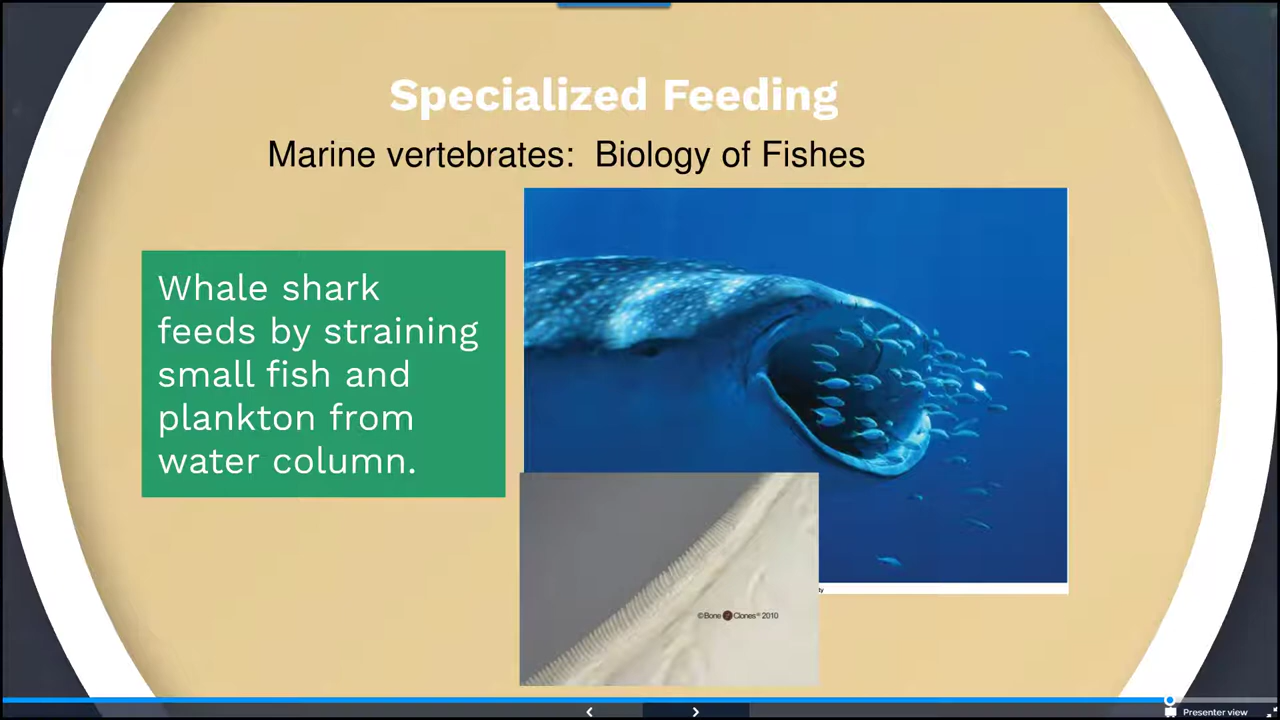 Specialized Feeding
Marine vertebrates: Biology of Fishes
Whale shark
feeds by straining
small fish and
plankton from
water column.
©Bone Clones® 2010
Presenter view